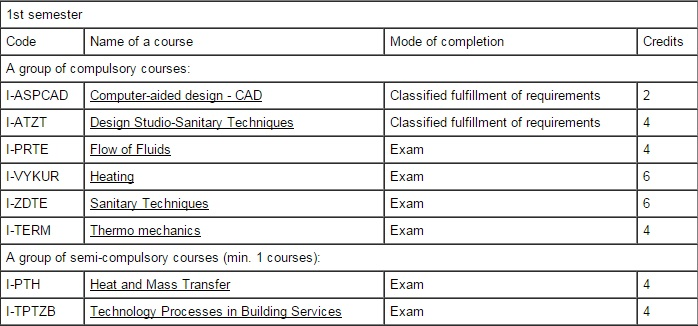 1st semester
Code Name of a course Mode of completion Credits
A group of compulsory courses:
I-ASPCAD Computer-aided design - CAD Classified fulfillment of requirements 2
I-ATZT Design Studio-Sanitary Techniques Classified fulfillment of requirements 4
I-PRTE Flow of Fluids Exam 4
I-VYKUR Heating Exam 6
I-ZDTE Sanitary Techniques Exam 6
I-TERM Thermo mechanics Exam 4
A group of semi-compulsory courses (min. 1 courses):
I-PTH Heat and Mass Transfer Exam 4
I-TPTZB Technology Processes in Building Services Exam 4